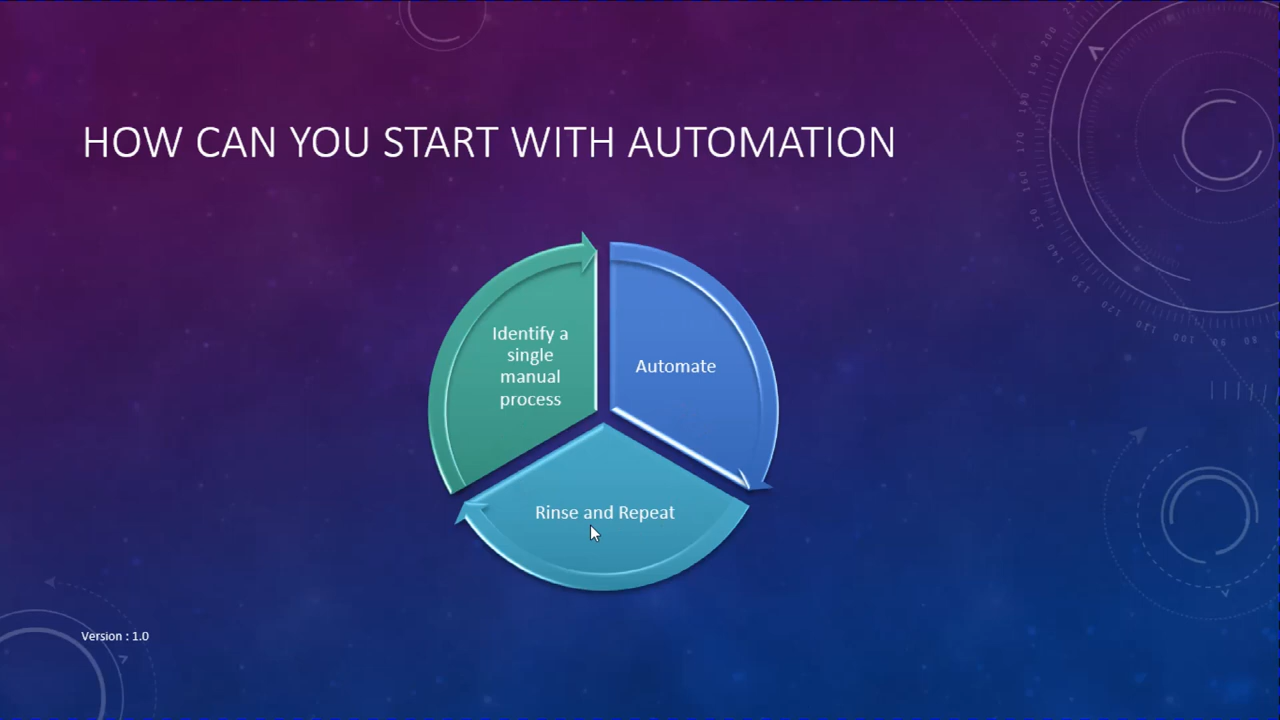 HOW CAN YOU START WITH AUTOMATION
Identify a
single
manual
process
Automate
Rinse and Repeat
Version : 1.0